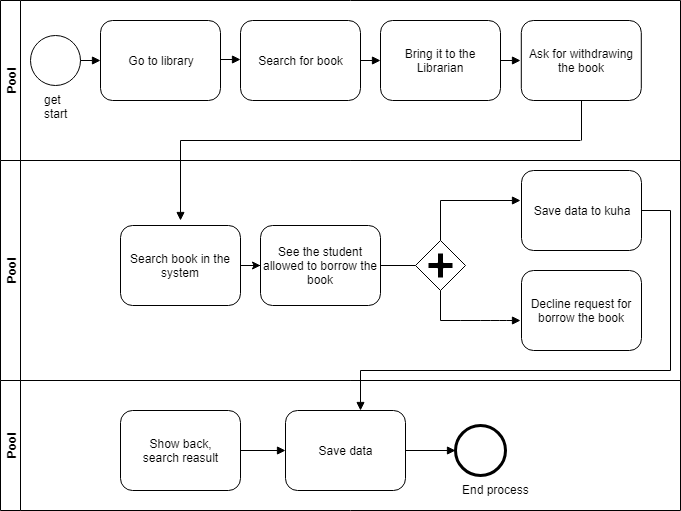 Pool
get
start
Go to library
Search for book
Bring it to the
Librarian
Ask for withdrawing
the book
Pool
Search book in the
system
See the student
allowed to borrow the
book
Save data to kuha
Decline request for
borrow the book
Pool
Show back,
search reasult
Save data
End process